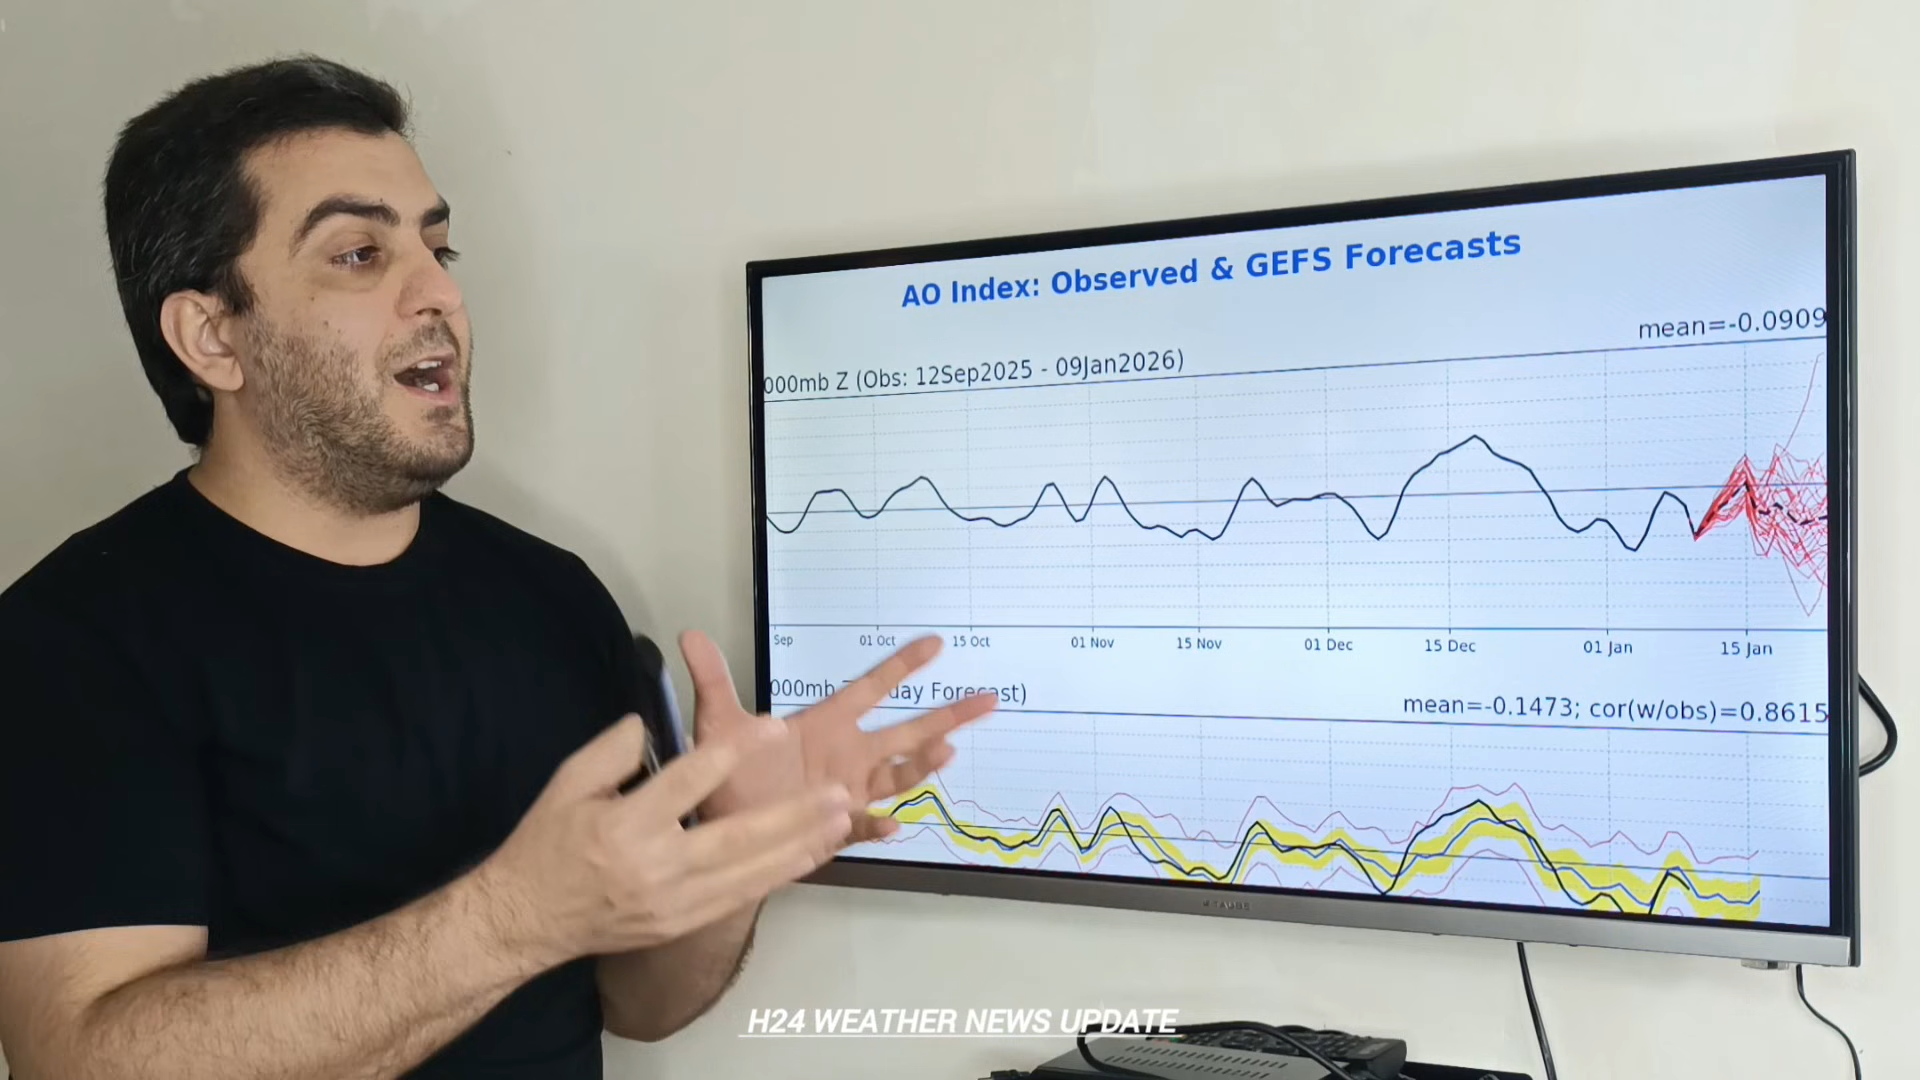 AO Index: Observed & GEFS Forecasts
mean=-0.0909
000mb Z (Obs: 12Sep2025 - 09Jan2026)
Sep 01 Oct 15 Oct 01 Nov 15 Nov 01 Dec 15 Dec 01 Jan 15 Jan
000mb day Forecast)
mean=-0.1473; cor(w/obs)=0.8615
H24 WEATHER NEWS UPDATE